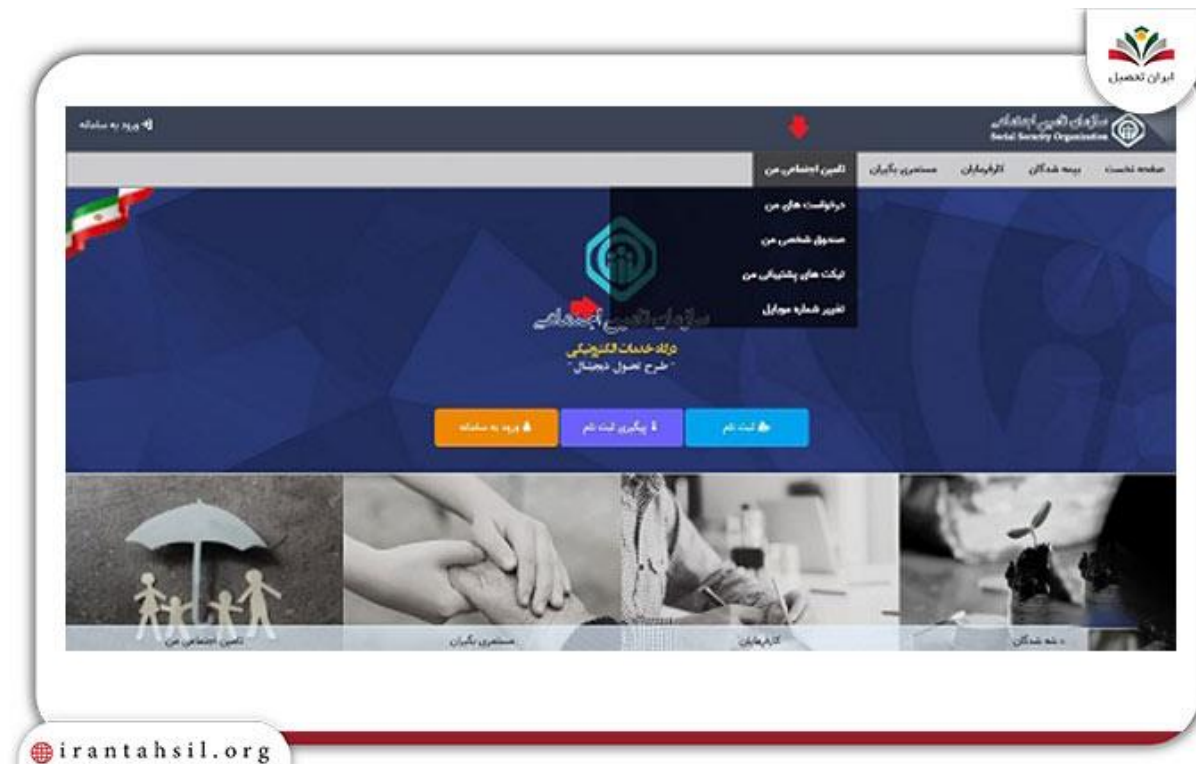 ایران تحصیل
سازمان تامین اجتماعی
Social Security Organization
ورود به سامانه
صفحه نخست
بیمه شدگان
کارفرمایان
مستمری بگیران
تامین اجتماعی من
درخواست های من
صندوق شخصی من
تیکت های پشتیبانی من
تغییر شماره موبایل
سازمان تامین اجتماعی
درگاه خدمات الکترونیکی
"طرح تحول دیجیتال"
ثبت نام
پیگیری ثبت نام
ورود به سامانه
شدگان
کارفرمایان
مستمری بگیران
تامین اجتماعی من
irantahsil.org